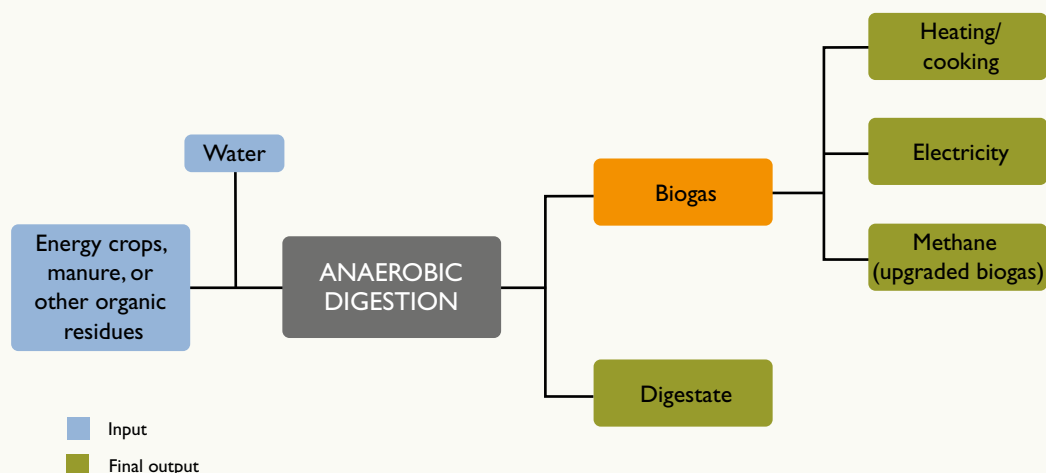 Heating/
cooking
Water
Electricity
Biogas
Energy crops,
manure, or
other organic
residues
ANAEROBIC
DIGESTION
Methane
(upgraded biogas)
Digestate
Input
Final output